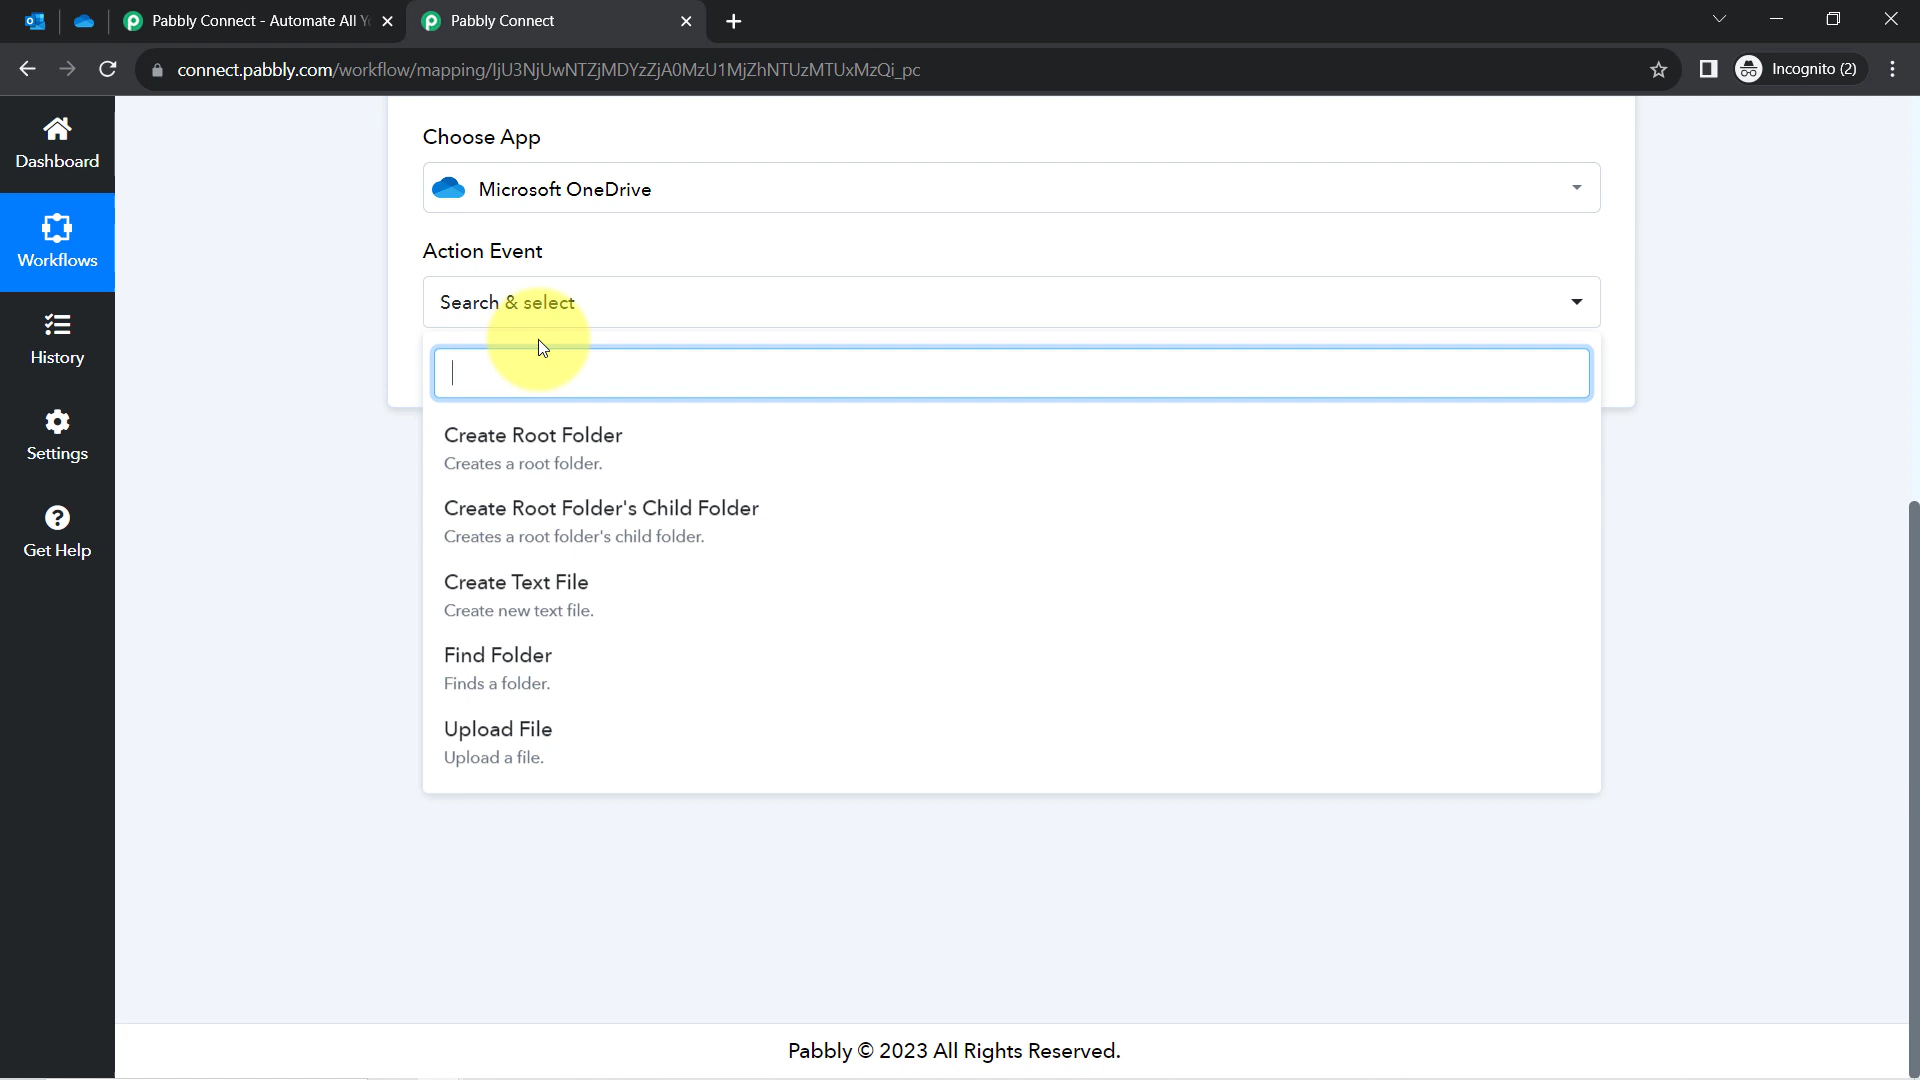 Pabbly Connect - Automate All Y
Pabbly Connect
connect.pabbly.com/workflow/mapping/IjU3NjUwNTZjMDYzZjA0MzU1MjZhNTUzMTUxMzQi_pc
Incognito (2)
Dashboard
Workflows
History
Settings
Get Help
Choose App
Microsoft OneDrive
Action Event
Search & select
Create Root Folder
Creates a root folder.
Create Root Folder's Child Folder
Creates a root folder's child folder.
Create Text File
Create new text file.
Find Folder
Finds a folder.
Upload File
Upload a file.
Pabbly © 2023 All Rights Reserved.